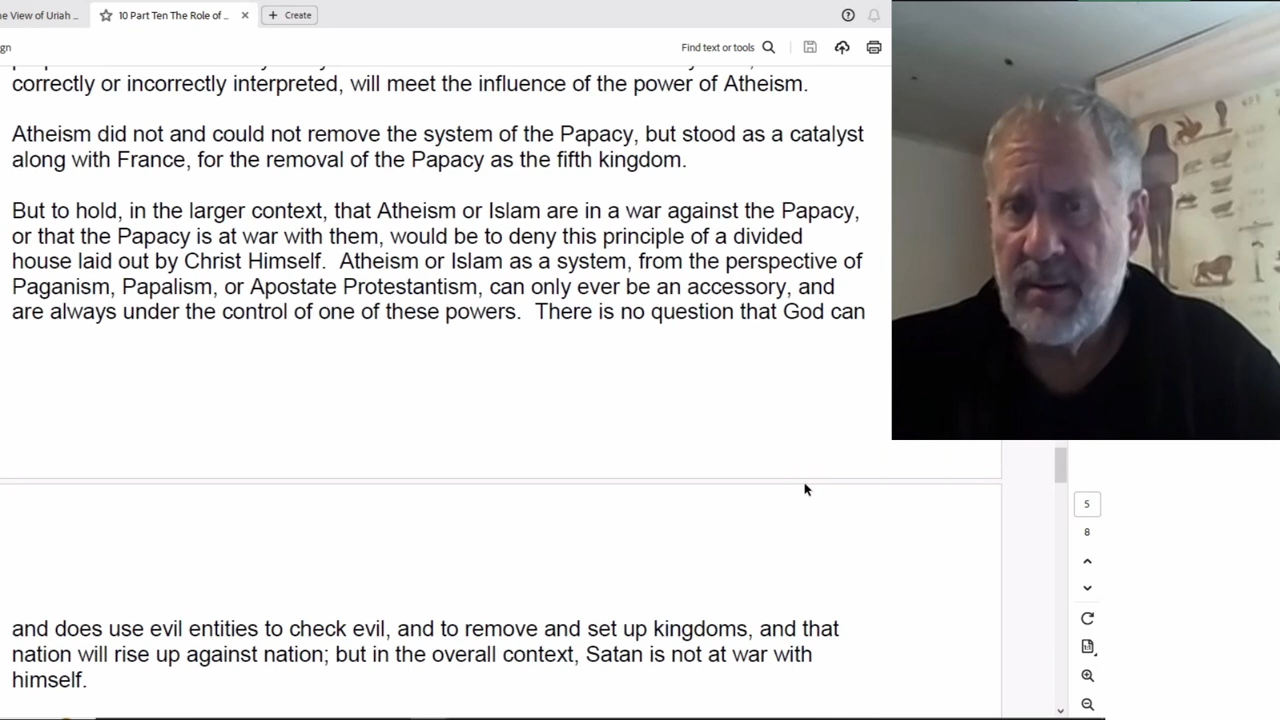 ne View of Uriah ...
10 Part Ten The Role of ...
Create
gn
Find text or tools
correctly or incorrectly interpreted, will meet the influence of the power of Atheism.
Atheism did not and could not remove the system of the Papacy, but stood as a catalyst
along with France, for the removal of the Papacy as the fifth kingdom.
But to hold, in the larger context, that Atheism or Islam are in a war against the Papacy,
or that the Papacy is at war with them, would be to deny this principle of a divided
house laid out by Christ Himself.  Atheism or Islam as a system, from the perspective of
Paganism, Papalism, or Apostate Protestantism, can only ever be an accessory, and
are always under the control of one of these powers.  There is no question that God can
5
8
and does use evil entities to check evil, and to remove and set up kingdoms, and that
nation will rise up against nation; but in the overall context, Satan is not at war with
himself.